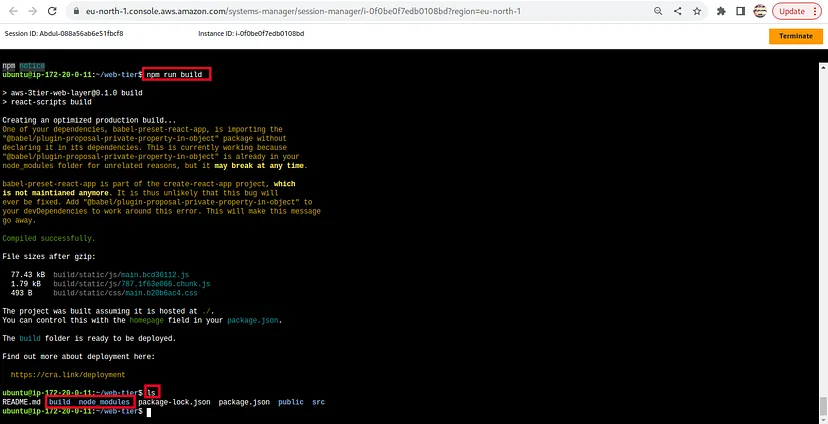 eu-north-1.console.aws.amazon.com/systems-manager/session-manager/i-0f0be0f7edb0108bd?region=eu-north-1
Update
Session ID: Abdul-088a56ab6e51fbcf8
Instance ID: i-0f0be0f7edb0108bd
Terminate
npm notice
ubuntu@ip-172-20-0-11:~/web-tier$ npm run build
> aws-3tier-web-layer@0.1.0 build
> react-scripts build
Creating an optimized production build...
One of your dependencies, babel-preset-react-app, is importing the
"@babel/plugin-proposal-private-property-in-object" package without
declaring it in its dependencies. This is currently working because
"@babel/plugin-proposal-private-property-in-object" is already in your
node_modules folder for unrelated reasons, but it may break at any time.
babel-preset-react-app is part of the create-react-app project, which
is not maintianed anymore. It is thus unlikely that this bug will
ever be fixed. Add "@babel/plugin-proposal-private-property-in-object" to
your devDependencies to work around this error. This will make this message
go away.
Compiled successfully.
File sizes after gzip:
77.43 kB build/static/js/main.bcd36112.js
1.79 kB build/static/js/787.1f63e066.chunk.js
493 B build/static/css/main.b20b6ac4.css
The project was built assuming it is hosted at ./.
You can control this with the homepage field in your package.json.
The build folder is ready to be deployed.
Find out more about deployment here:
https://cra.link/deployment
ubuntu@ip-172-20-0-11:~/web-tier$ ls
README.md build node_modules package-lock.json package.json public src
ubuntu@ip-172-20-0-11:~/web-tier$